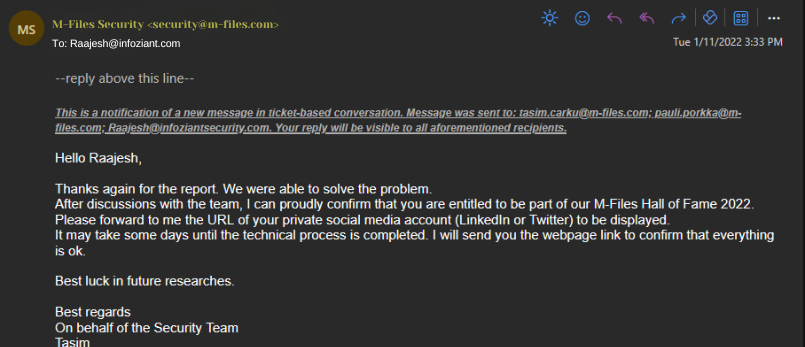 MS
M-Files Security <security@m-files.com>
To: Raajesh@infoziant.com
Tue 1/11/2022 3:33 PM
--reply above this line--
This is a notification of a new message in ticket-based conversation. Message was sent to: tasim.carku@m-files.com; pauli.porkka@m-
files.com; Raajesh@infoziantsecurity.com. Your reply will be visible to all aforementioned recipients.
Hello Raajesh,
Thanks again for the report. We were able to solve the problem.
After discussions with the team, I can proudly confirm that you are entitled to be part of our M-Files Hall of Fame 2022.
Please forward to me the URL of your private social media account (LinkedIn or Twitter) to be displayed.
It may take some days until the technical process is completed. I will send you the webpage link to confirm that everything
is ok.
Best luck in future researches.
Best regards
On behalf of the Security Team
Tasim